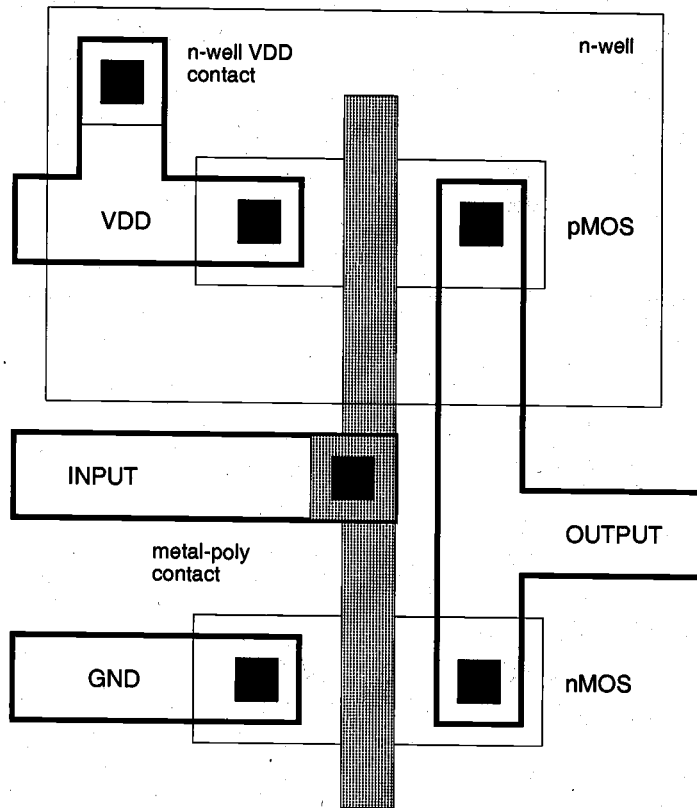 n-well VDD
contact
n-well
VDD
pMOS
INPUT
OUTPUT
metal-poly
contact
GND
nMOS